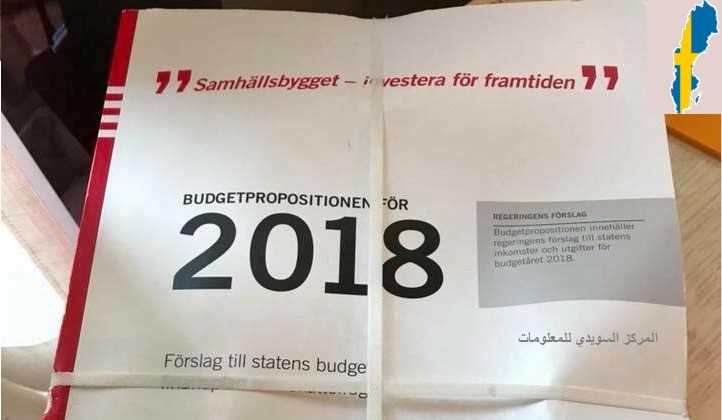 "Samhällsbygget – investera för framtiden"
BUDGETPROPOSITIONEN FÖR
2018
REGERINGENS FÖRSLAG
Budgetpropositionen innehåller
regeringens förslag till statens
inkomster och utgifter för
budgetåret 2018.
المركز السويدي للمعلومات
Förslag till statens budge